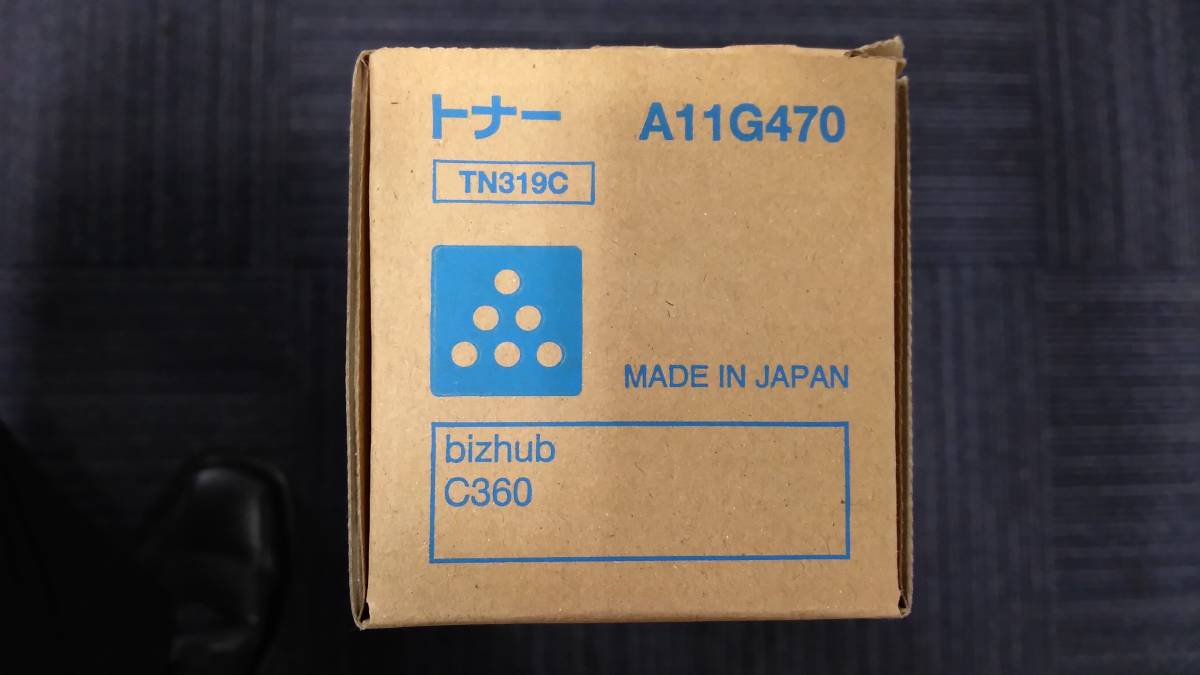 トナー A11G470
TN319C
MADE IN JAPAN
bizhub
C360